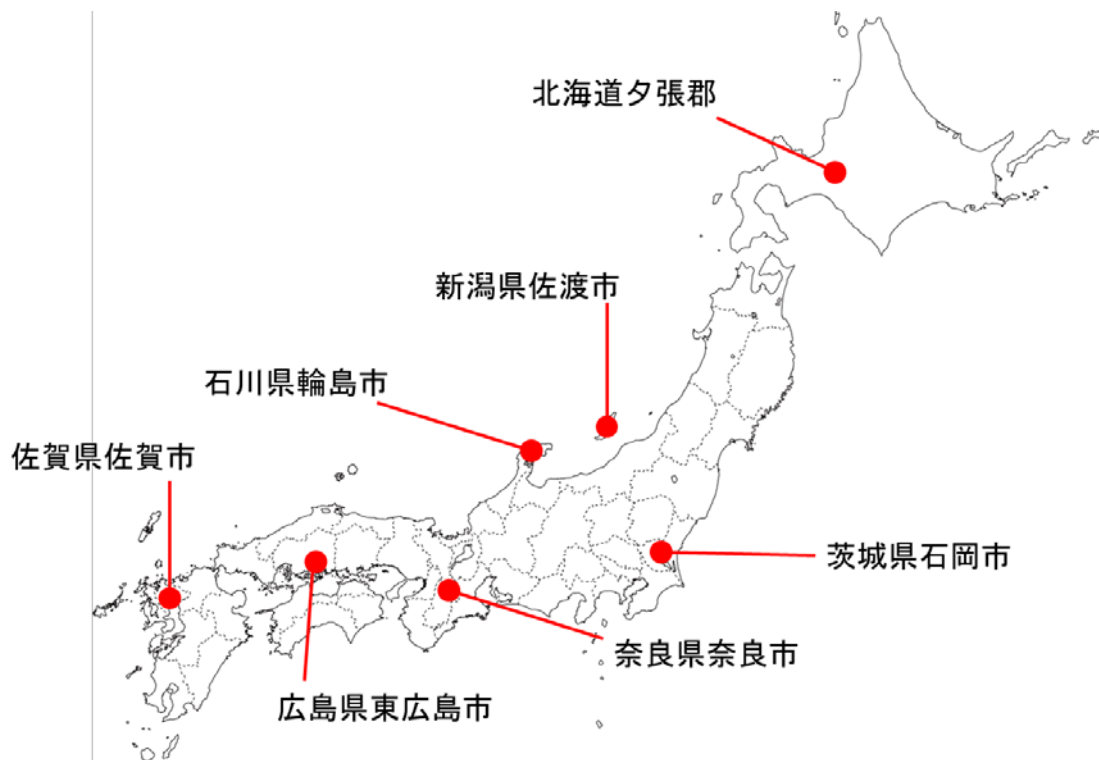 北海道夕張郡
新潟県佐渡市
石川県輪島市
佐賀県佐賀市
茨城県石岡市
奈良県奈良市
広島県東広島市